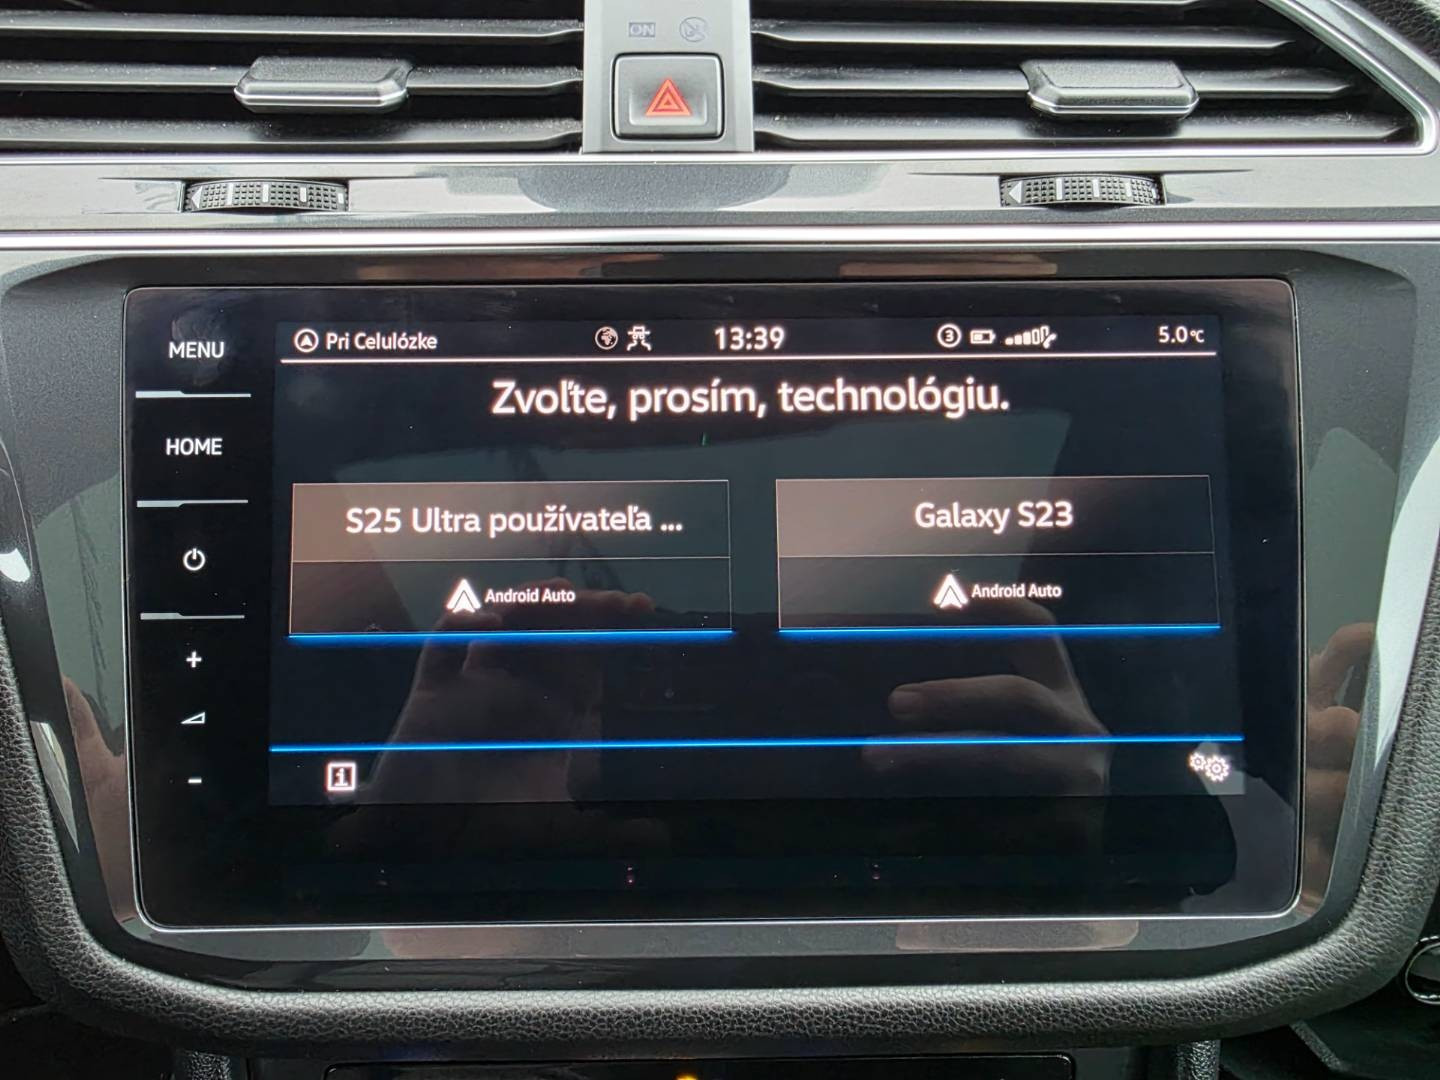 ON
MENU
HOME
+
-
Pri Celulózke
13:39
3
5.0°C
Zvoľte, prosím, technológiu.
S25 Ultra používateľa ...
Android Auto
Galaxy S23
Android Auto
i